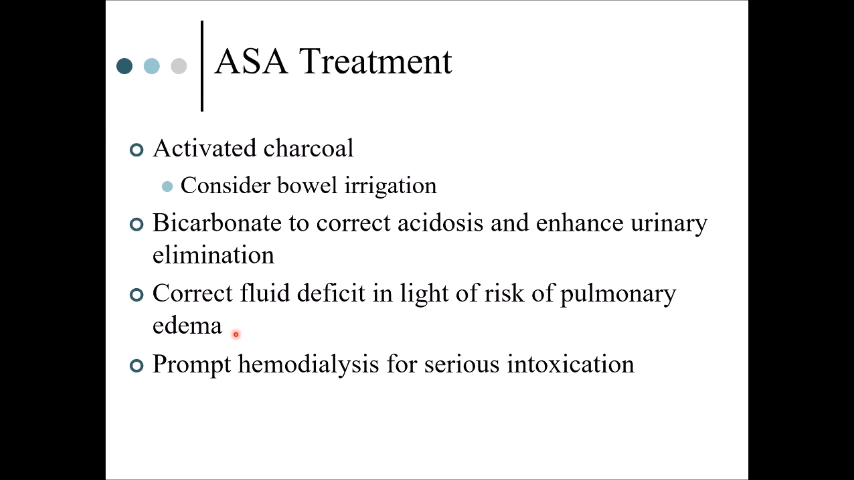 ASA Treatment
Activated charcoal
Consider bowel irrigation
Bicarbonate to correct acidosis and enhance urinary
elimination
Correct fluid deficit in light of risk of pulmonary
edema
Prompt hemodialysis for serious intoxication